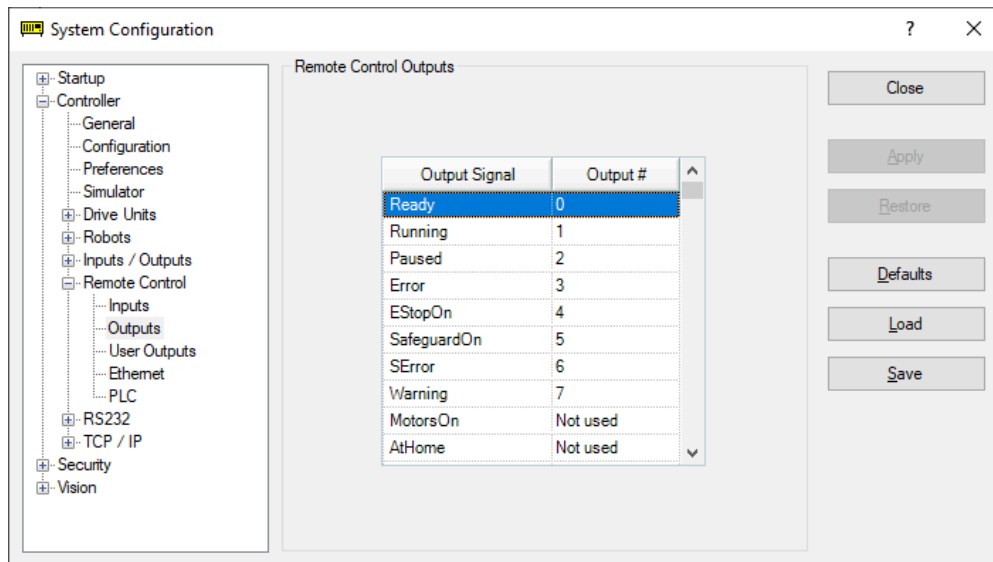 System Configuration
?
Startup
Controller
General
Configuration
Preferences
Simulator
Drive Units
Robots
Inputs / Outputs
Remote Control
Inputs
Outputs
User Outputs
Ethernet
PLC
RS232
TCP / IP
Security
Vision
Remote Control Outputs
Output Signal Output #
Ready 0
Running 1
Paused 2
Error 3
EStopOn 4
SafeguardOn 5
SError 6
Warning 7
MotorsOn Not used
AtHome Not used
Close
Apply
Restore
Defaults
Load
Save